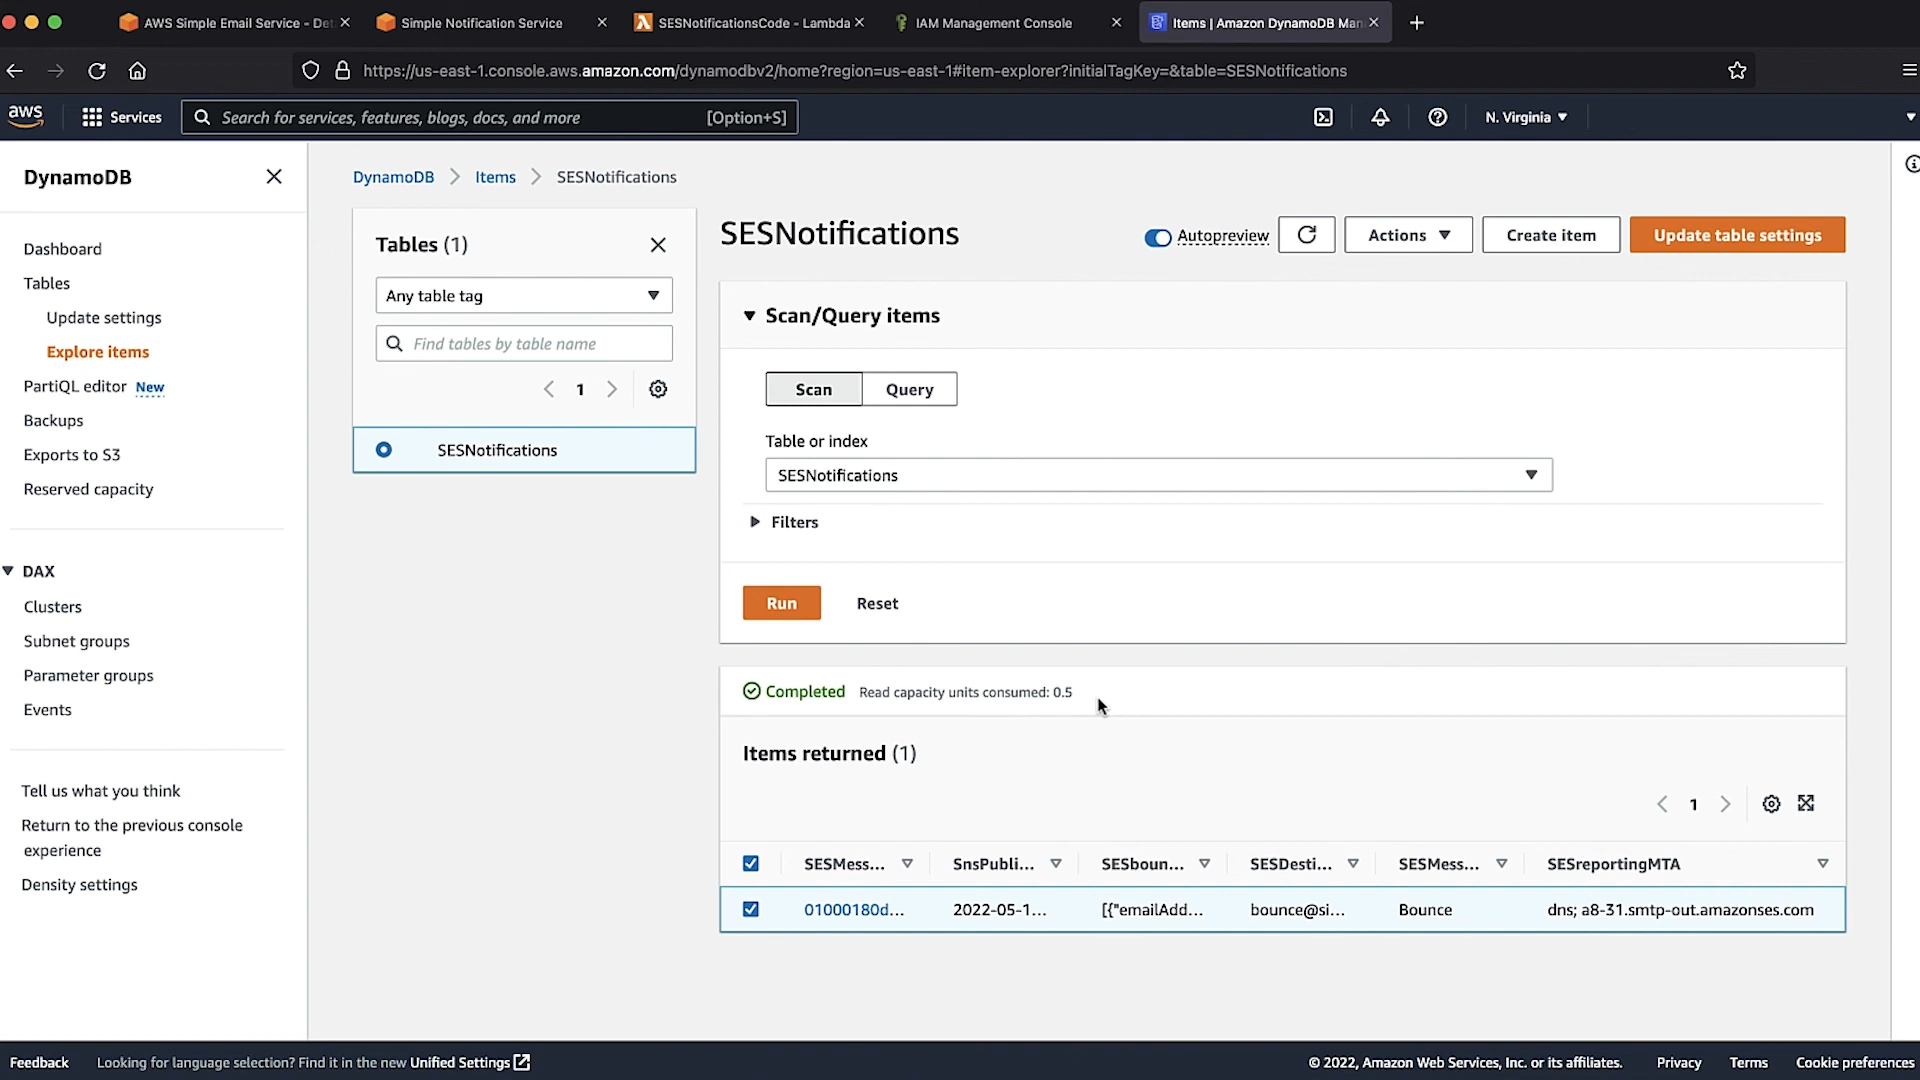 AWS Simple Email Service - Det
Simple Notification Service
SESNotificationsCode - Lambda
IAM Management Console
Items | Amazon DynamoDB Man
https://us-east-1.console.aws.amazon.com/dynamodbv2/home?region=us-east-1#item-explorer?initialTagKey=&table=SESNotifications
aws
Services
Search for services, features, blogs, docs, and more
[Option+S]
N. Virginia
DynamoDB
Dashboard
Tables
Update settings
Explore items
PartiQL editor New
Backups
Exports to S3
Reserved capacity
DAX
Clusters
Subnet groups
Parameter groups
Events
Tell us what you think
Return to the previous console
experience
Density settings
DynamoDB
Items
SESNotifications
Tables (1)
Any table tag
Find tables by table name
1
SESNotifications
SESNotifications
Autopreview
Actions
Create item
Update table settings
Scan/Query items
Scan
Query
Table or index
SESNotifications
Filters
Run
Reset
Completed
Read capacity units consumed: 0.5
Items returned (1)
1
SESMess... SnsPubli... SESboun... SESDesti... SESMess... SESreportingMTA
01000180d... 2022-05-1... [{"emailAdd... bounce@si... Bounce dns; a8-31.smtp-out.amazonses.com
Feedback
Looking for language selection? Find it in the new Unified Settings
© 2022, Amazon Web Services, Inc. or its affiliates.
Privacy
Terms
Cookie preferences